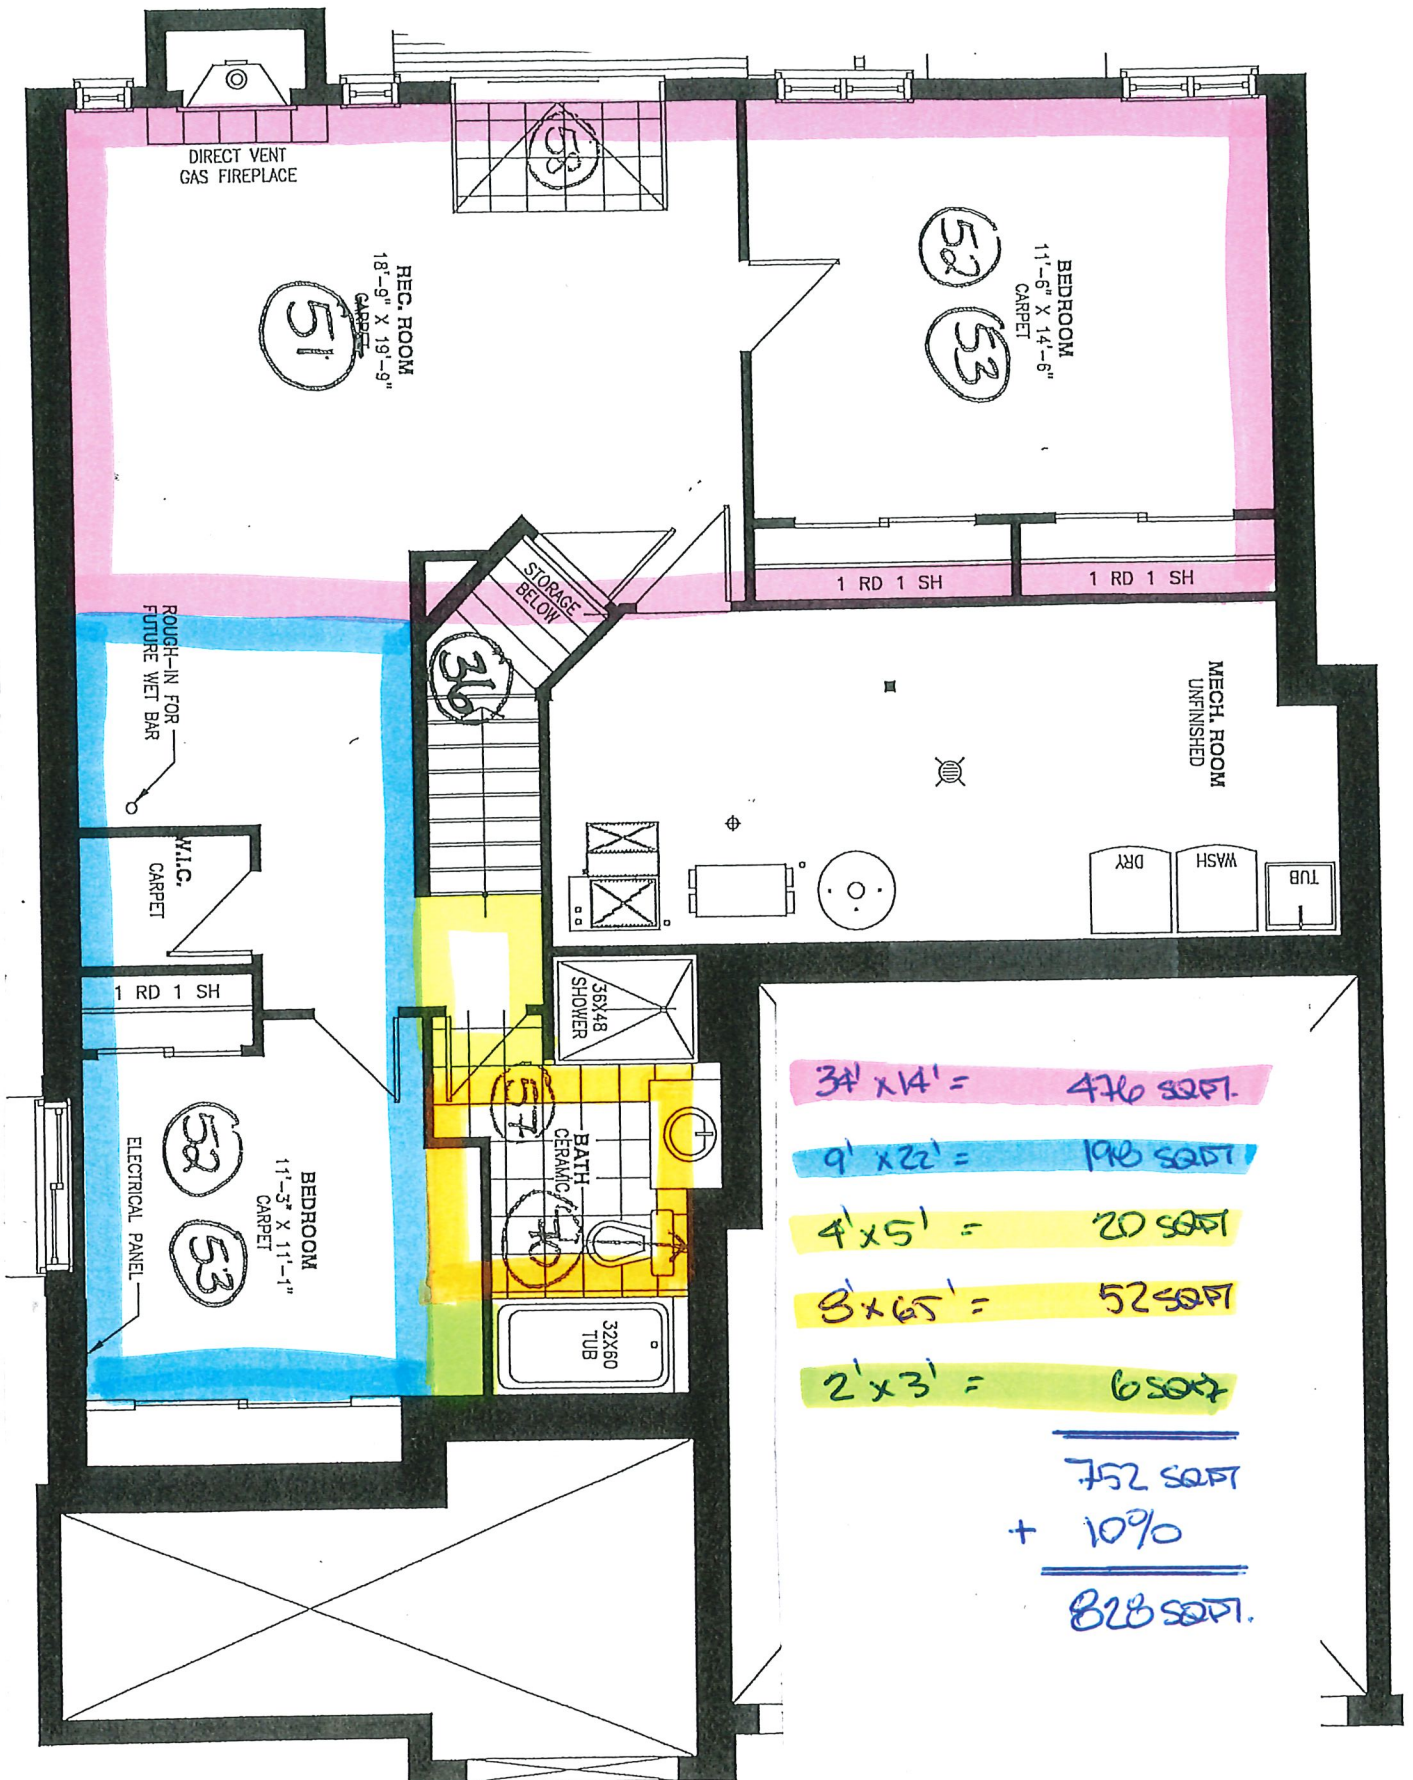 DIRECT VENT
GAS FIREPLACE
58
REC. ROOM
18'-9" X 19'-9"
CARPET
51
BEDROOM
11'-6" X 14'-6"
CARPET
52
53
1 RD 1 SH
1 RD 1 SH
STORAGE
BELOW
36
ROUGH-IN FOR
FUTURE WET BAR
MECH. ROOM
UNFINISHED
DRY
WASH
TUB
W.I.C.
CARPET
1 RD 1 SH
36X48
SHOWER
57
BATH
CERAMIC
32X60
TUB
BEDROOM
11'-3" X 11'-1"
CARPET
52
53
ELECTRICAL PANEL
34' x 14' = 476 SQFT.
9' x 22' = 198 SQFT
4' x 5' = 20 SQFT
8' x 6.5' = 52 SQFT
2' x 3' = 6 SQFT
752 SQFT
+ 10%
828 SQFT.